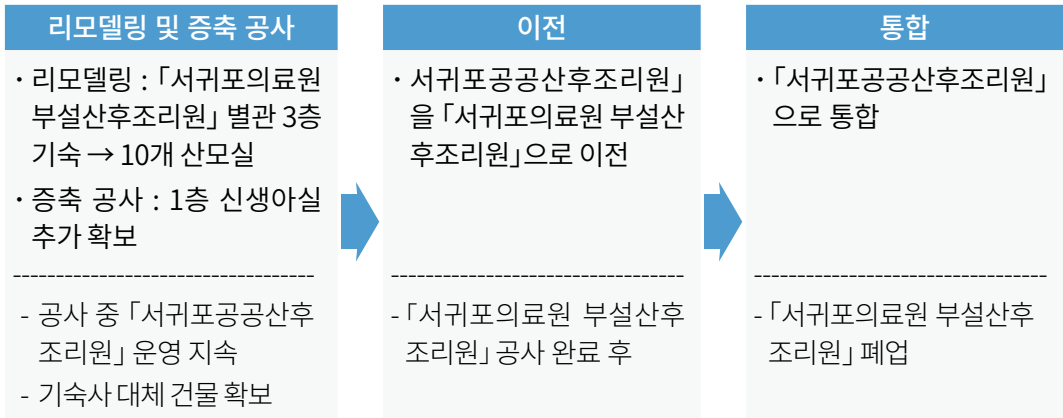 리모델링 및 증축 공사
· 리모델링 : 「서귀포의료원
부설산후조리원」 별관 3층
기숙 → 10개 산모실
· 증축 공사 : 1층 신생아실
추가 확보
- 공사 중 「서귀포공공산후
조리원」 운영 지속
- 기숙사 대체 건물 확보
이전
· 서귀포공공산후조리원」
을 「서귀포의료원 부설산
후조리원」으로 이전
- 「서귀포의료원 부설산후
조리원」 공사 완료 후
통합
· 「서귀포공공산후조리원」
으로 통합
- 「서귀포의료원 부설산후
조리원」 폐업